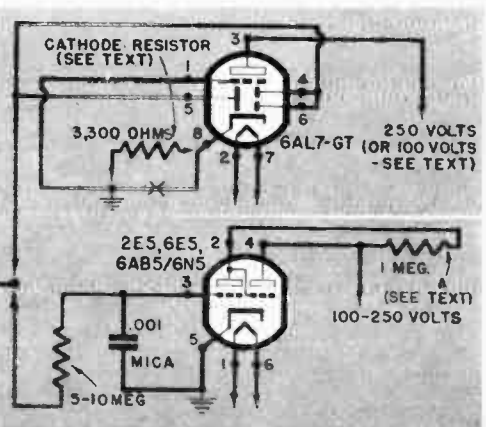 CATHODE RESISTOR
(SEE TEXT)
3
1
4
5
6
3,300 OHMS
8
6AL7-GT
2
7
250 VOLTS
(OR 100 VOLTS
-SEE TEXT)
2E5, 6E5,
6AB5/6N5
2
4
3
1 MEG.
A
(SEE TEXT)
100-250 VOLTS
.001
MICA
5
1
6
5-10 MEG